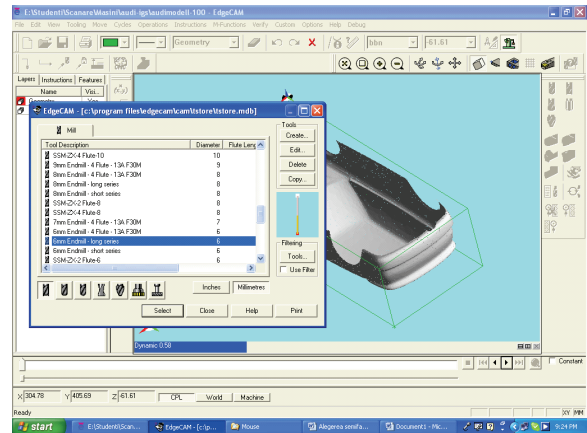 E:\Studenti\Scanare\Masini\audi-igs\audimodell-100 - EdgeCAM
File Edit View Tooling Move Cycles Operations Instructions M-Functions Verify Custom Options Help Debug
Geometry bbn -61.61
Layers Instructions Features
Name Visi...
Geometry Yes
EdgeCAM - [c:\program files\edgecam\cam\tstore\tstore.mdb]
Mill
Tools
Create...
Edit...
Delete
Copy...
Tool Description Diameter Flute Leng
SSM-ZX-4 Flute-10 10
9mm Endmill - 4 Flute - 13A F30M 9
8mm Endmill - 4 Flute - 13A F30M 8
8mm Endmill - long series 8
8mm Endmill - short series 8
SSM-ZX-2 Flute-8 8
SSM-ZX-4 Flute-8 8
7mm Endmill - 4 Flute - 13A F30M 7
6mm Endmill - 4 Flute - 13A F30M 6
6mm Endmill - long series 6
6mm Endmill - short series 6
SSM-ZX-2 Flute-6 6
Filtering
Tools...
Use Filter
Inches Millimetres
Select Close Help Print
Dynamic 0.58
Constant
X 304.78 Y 405.69 Z -61.61 CPL World Machine
Ready XY MM
start E:\Studenti\Scan... EdgeCAM - [c:\p... Mouse Alegerea semifa... Document1 - Mic... 9:24 PM